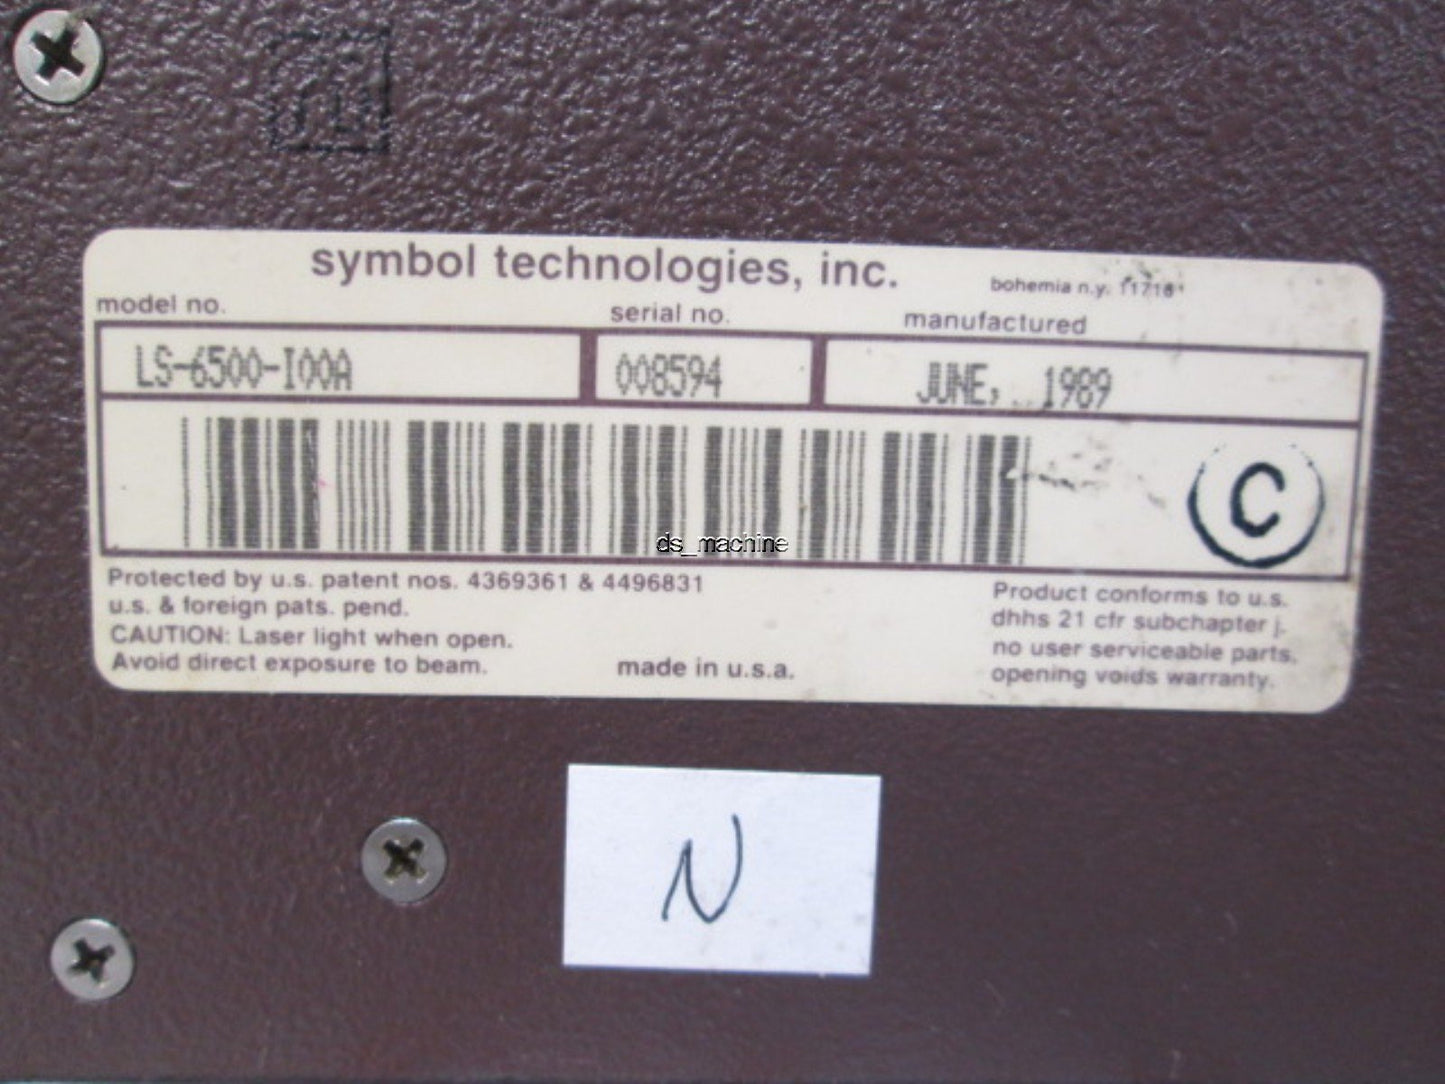 symbol technologies, inc.
bohemia n.y.
model no. serial no. manufactured
LS-6500-I00A 008594 JUNE, 1989
C
ds_machine
Protected by u.s. patent nos. 4369361 & 4496831
u.s. & foreign pats. pend.
CAUTION: Laser light when open.
Avoid direct exposure to beam.
made in u.s.a.
Product conforms to u.s.
dhhs 21 cfr subchapter j.
no user serviceable parts.
opening voids warranty.
N